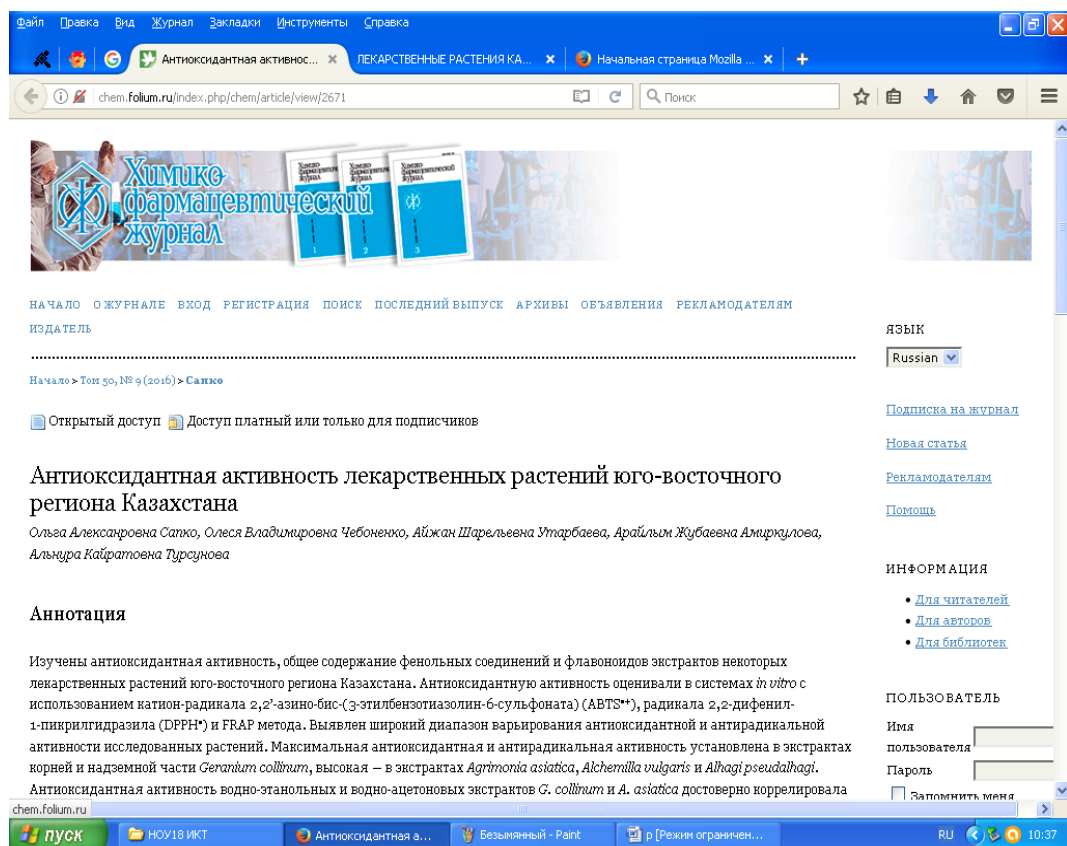 Файл Правка Вид Журнал Закладки Инструменты Справка
Антиоксидантная активнос... ЛЕКАРСТВЕННЫЕ РАСТЕНИЯ КА... Начальная страница Mozilla ...
chem.folium.ru/index.php/chem/article/view/2671 Поиск
Химико-
фармацевтический
журнал
1 2 3
НАЧАЛО О ЖУРНАЛЕ ВХОД РЕГИСТРАЦИЯ ПОИСК ПОСЛЕДНИЙ ВЫПУСК АРХИВЫ ОБЪЯВЛЕНИЯ РЕКЛАМОДАТЕЛЯМ
ИЗДАТЕЛЬ
Начало > Том 50, № 9 (2016) > Сапко
Открытый доступ Доступ платный или только для подписчиков
Антиоксидантная активность лекарственных растений юго-восточного
региона Казахстана
Ольга Алексанровна Сапко, Олеся Владимировна Чебоненко, Айжан Шарельевна Утарбаева, Арайлым Жубаевна Амиркулова,
Альнура Кайратовна Турсунова
Аннотация
Изучены антиоксидантная активность, общее содержание фенольных соединений и флавоноидов экстрактов некоторых
лекарственных растений юго-восточного региона Казахстана. Антиоксидантную активность оценивали в системах in vitro с
использованием катион-радикала 2,2’-азино-бис-(3-этилбензотиазолин-6-сульфоната) (ABTS•+), радикала 2,2-дифенил-
1-пикрилгидразила (DPPH•) и FRAP метода. Выявлен широкий диапазон варьирования антиоксидантной и антирадикальной
активности исследованных растений. Максимальная антиоксидантная и антирадикальная активность установлена в экстрактах
корней и надземной части Geranium collinum, высокая – в экстрактах Agrimonia asiatica, Alchemilla vulgaris и Alhagi pseudalhagi.
Антиоксидантная активность водно-этанольных и водно-ацетоновых экстрактов G. collinum и A. asiatica достоверно коррелировала
ЯЗЫК
Russian
Подписка на журнал
Новая статья
Рекламодателям
Помощь
ИНФОРМАЦИЯ
Для читателей
Для авторов
Для библиотек
ПОЛЬЗОВАТЕЛЬ
Имя
пользователя
Пароль
Запомнить меня
chem.folium.ru
пуск НОУ18 ИКТ Антиоксидантная а... Безымянный - Paint р [Режим ограничен... RU 10:37